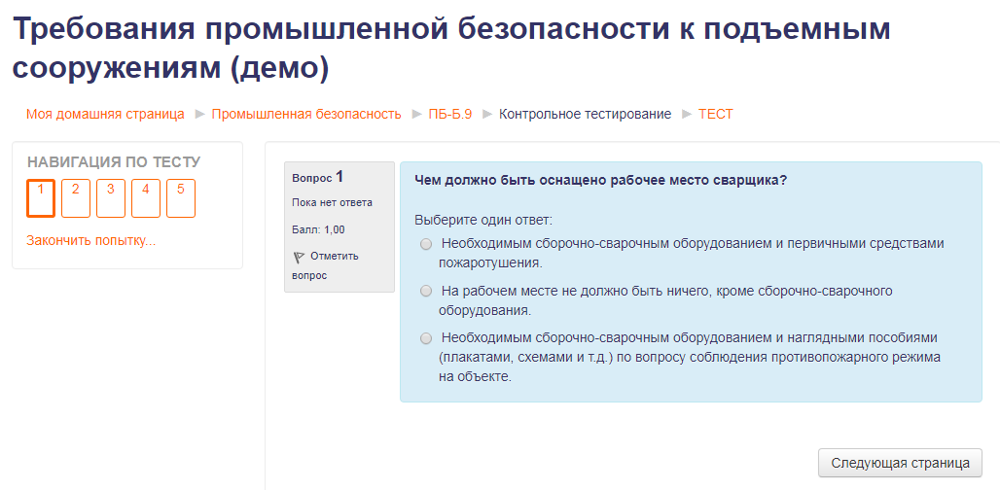 Требования промышленной безопасности к подъемным
сооружениям (демо)
Моя домашняя страница ► Промышленная безопасность ► ПБ-Б.9 ► Контрольное тестирование ► ТЕСТ
НАВИГАЦИЯ ПО ТЕСТУ
1 2 3 4 5
Закончить попытку...
Вопрос 1
Пока нет ответа
Балл: 1,00
Отметить
вопрос
Чем должно быть оснащено рабочее место сварщика?
Выберите один ответ:
Необходимым сборочно-сварочным оборудованием и первичными средствами
пожаротушения.
На рабочем месте не должно быть ничего, кроме сборочно-сварочного
оборудования.
Необходимым сборочно-сварочным оборудованием и наглядными пособиями
(плакатами, схемами и т.д.) по вопросу соблюдения противопожарного режима
на объекте.
Следующая страница